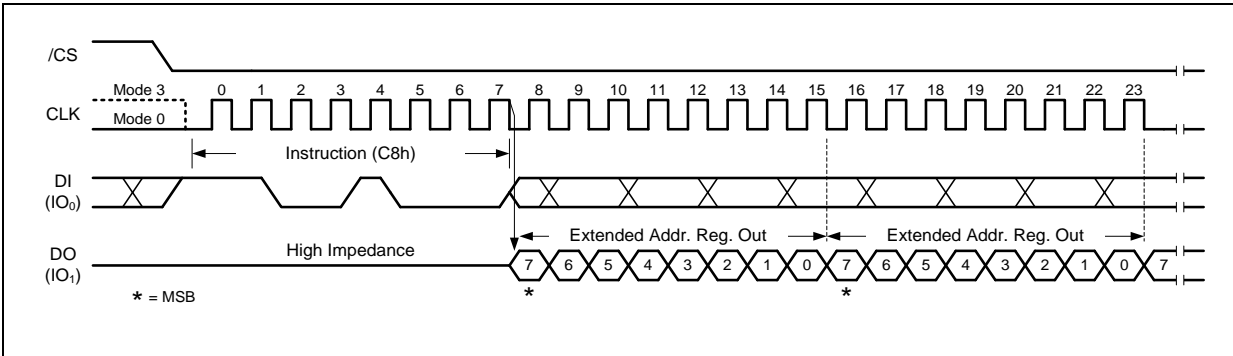 /CS
Mode 3 0 1 2 3 4 5 6 7 8 9 10 11 12 13 14 15 16 17 18 19 20 21 22 23
CLK
Mode 0
Instruction (C8h)
DI
(IO0)
Extended Addr. Reg. Out Extended Addr. Reg. Out
High Impedance
DO
(IO1)
7 6 5 4 3 2 1 0 7 6 5 4 3 2 1 0 7
* *
* = MSB